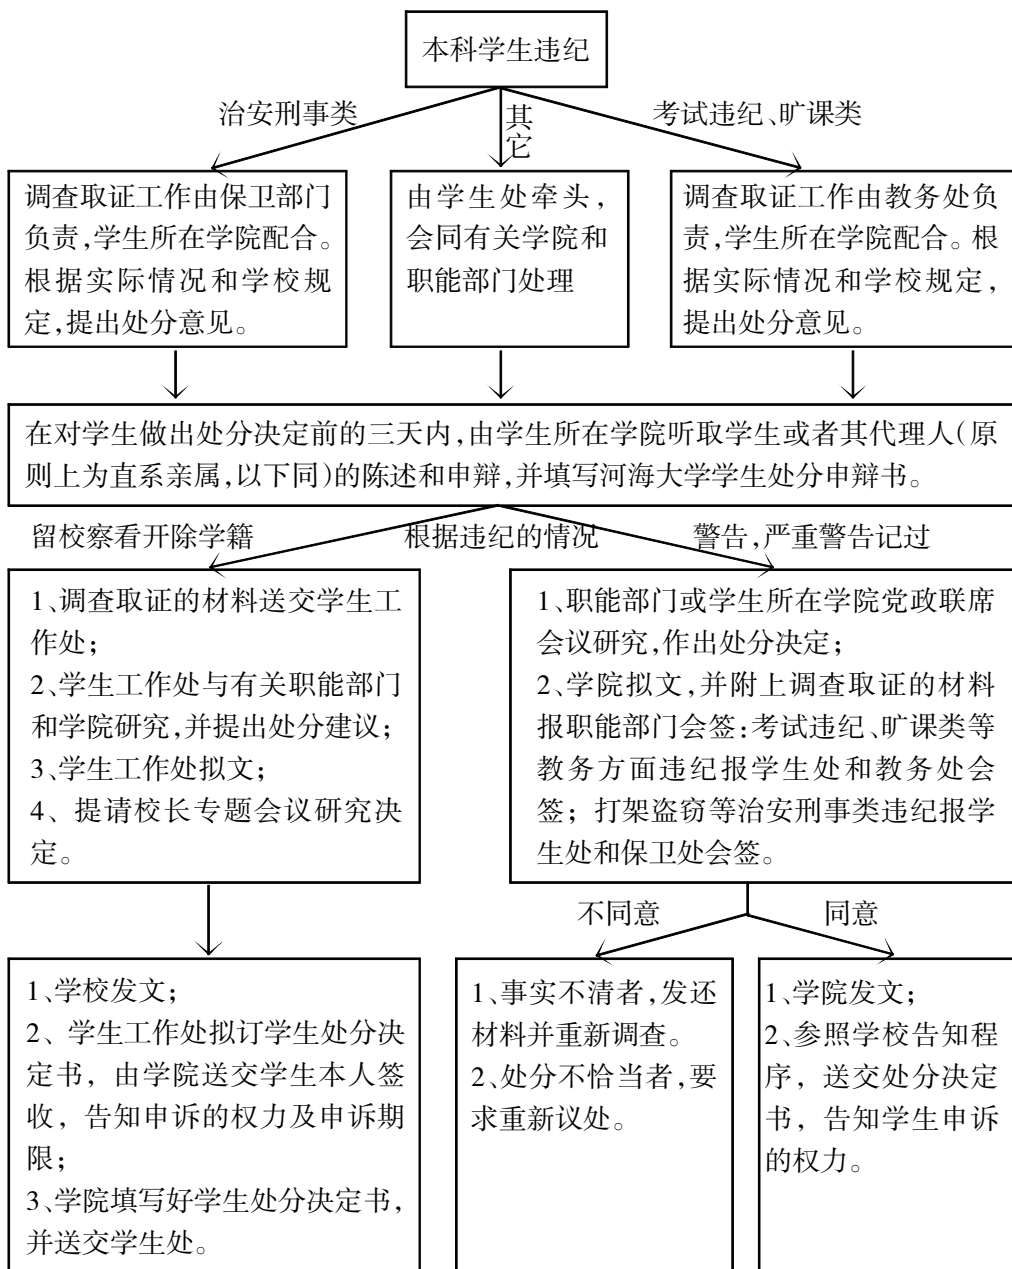 本科学生违纪
治安刑事类
其它
考试违纪、旷课类
调查取证工作由保卫部门
负责,学生所在学院配合。
根据实际情况和学校规
定,提出处分意见。
由学生处牵头,
会同有关学院和
职能部门处理
调查取证工作由教务处负
责,学生所在学院配合。根
据实际情况和学校规定,
提出处分意见。
在对学生做出处分决定前的三天内,由学生所在学院听取学生或者其代理人(原
则上为直系亲属,以下同)的陈述和申辩,并填写河海大学学生处分申辩书。
留校察看开除学籍
根据违纪的情况
警告,严重警告记过
1、调查取证的材料送交学生工
作处;
2、学生工作处与有关职能部门
和学院研究,并提出处分建议;
3、学生工作处拟文;
4、提请校长专题会议研究决
定。
1、职能部门或学生所在学院党政联席
会议研究,作出处分决定;
2、学院拟文,并附上调查取证的材料
报职能部门会签:考试违纪、旷课类等
教务方面违纪报学生处和教务处会
签;打架盗窃等治安刑事类违纪报学
生处和保卫处会签。
不同意
同意
1、学校发文;
2、学生工作处拟订学生处分决
定书,由学院送交学生本人签
收,告知申诉的权力及申诉期
限;
3、学院填写好学生处分决定书,
并送交学生处。
1、事实不清者,发还
材料并重新调查。
2、处分不恰当者,要
求重新议处。
1、学院发文;
2、参照学校告知程
序,送交处分决定
书,告知学生申诉
的权力。